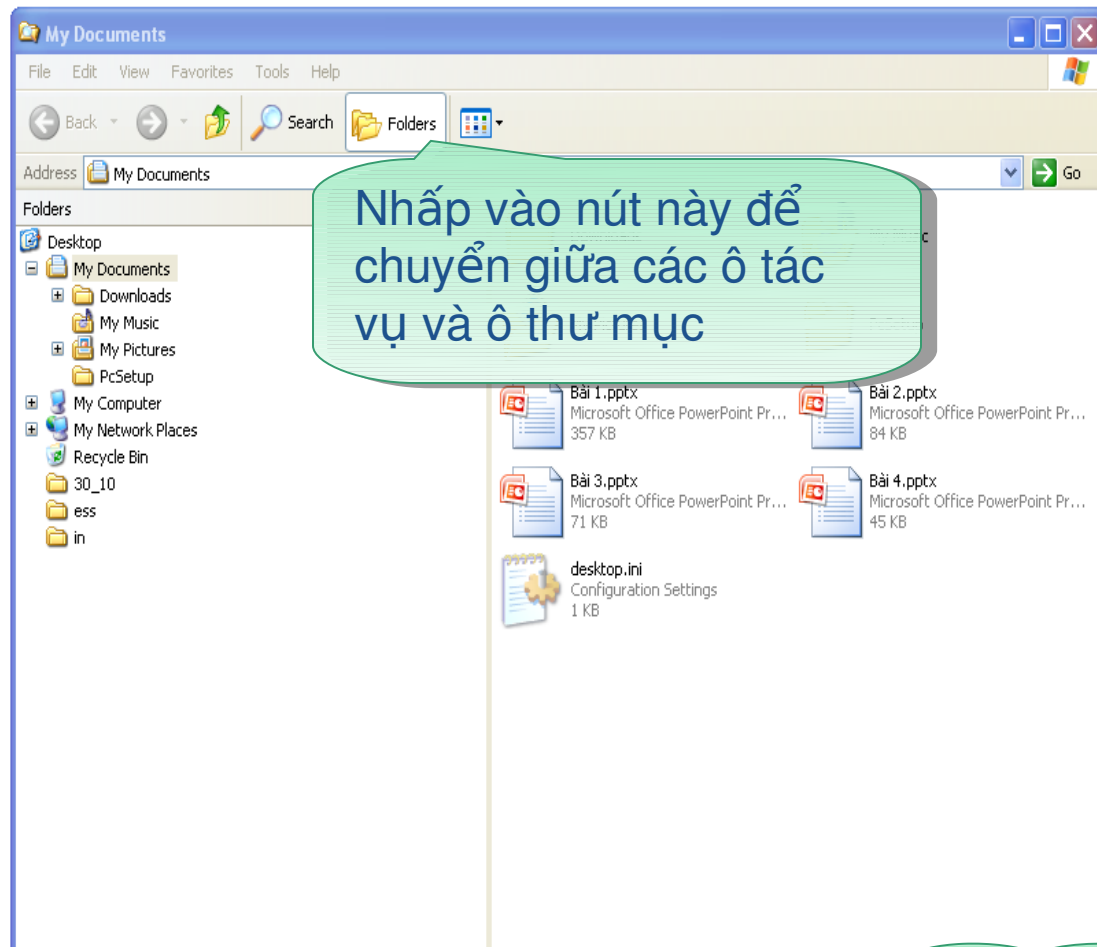 My Documents
File Edit View Favorites Tools Help
Back Search Folders
Address My Documents Go
Folders
Nhấp vào nút này để
chuyển giữa các ô tác
vụ và ô thư mục
Desktop
My Documents
Downloads
My Music
My Pictures
PcSetup
My Computer
My Network Places
Recycle Bin
30_10
ess
in
Bài 1.pptx
Microsoft Office PowerPoint Pr...
357 KB
Bài 2.pptx
Microsoft Office PowerPoint Pr...
84 KB
Bài 3.pptx
Microsoft Office PowerPoint Pr...
71 KB
Bài 4.pptx
Microsoft Office PowerPoint Pr...
45 KB
desktop.ini
Configuration Settings
1 KB